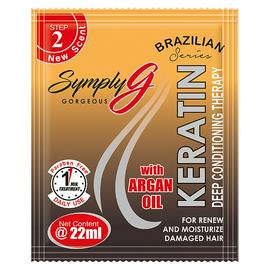 STEP
2
New Scent
BRAZILIAN
Series
Symply G
GORGEOUS
KERATIN
DEEP CONDITIONING THERAPY
Paraben Free
1
MIN.
TREATMENT
DAILY USE
with
ARGAN
OIL
Net Content
@ 22ml
FOR RENEW
AND MOISTURIZE
DAMAGED HAIR